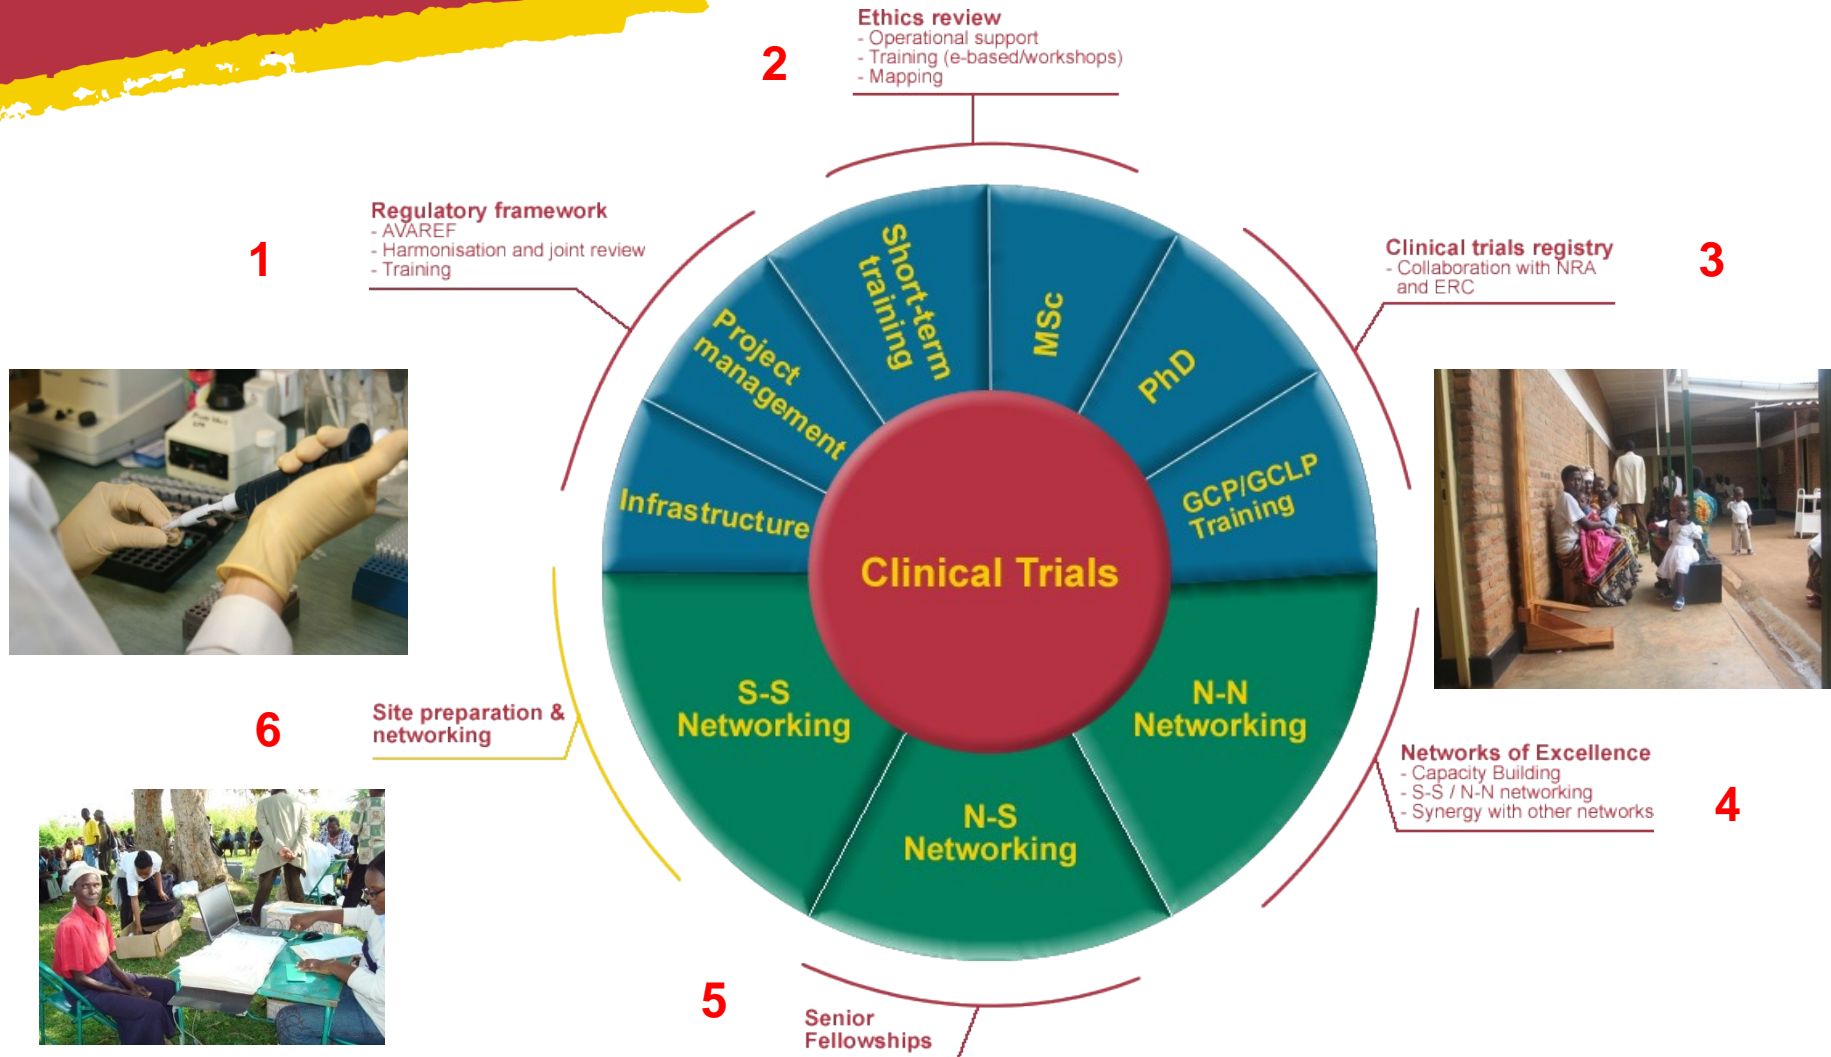 2
Ethics review
- Operational support
- Training (e-based/workshops)
- Mapping
1
Regulatory framework
- AVAREF
- Harmonisation and joint review
- Training
Clinical trials registry
- Collaboration with NRA
and ERC
3
Short-term
training
MSc
PhD
Project
management
GCP/GCLP
Training
Infrastructure
Clinical Trials
S-S
Networking
N-N
Networking
N-S
Networking
6
Site preparation &
networking
Networks of Excellence
- Capacity Building
- S-S / N-N networking
- Synergy with other networks
4
5
Senior
Fellowships